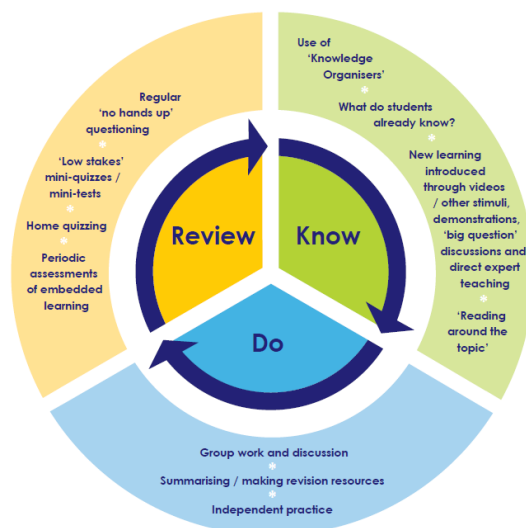 Use of
‘Knowledge
Organisers’
*
What do students
already know?
*
New learning
introduced
through videos
/ other stimuli,
demonstrations,
‘big question’
discussions and
direct expert
teaching
*
‘Reading
around the
topic’
Know
Do
Group work and discussion
*
Summarising / making revision resources
*
Independent practice
Review
Regular
‘no hands up’
questioning
*
‘Low stakes’
mini-quizzes /
mini-tests
*
Home quizzing
*
Periodic
assessments
of embedded
learning